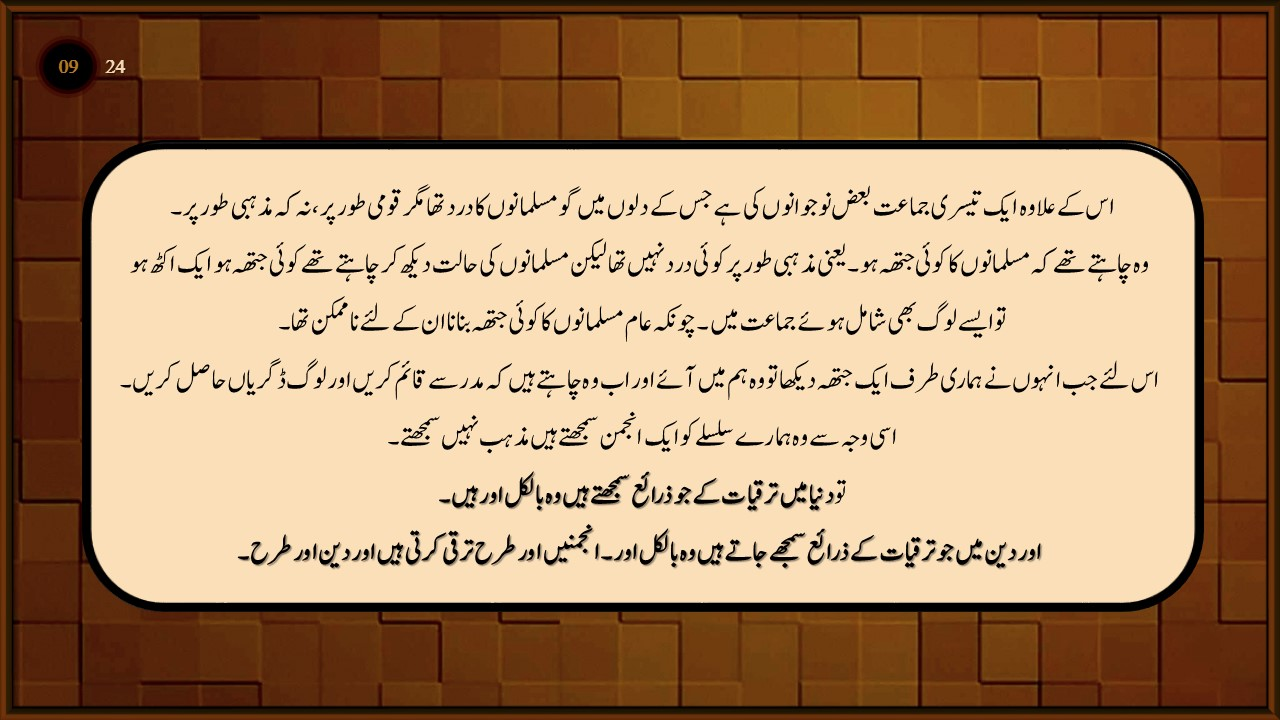 09 24
اس کے علاوہ ایک تیسری جماعت بعض نوجوانوں کی ہے جس کے دلوں میں گو مسلمانوں کا درد تھا مگر قومی طور پر، نہ کہ مذہبی طور پر۔
وہ چاہتے تھے کہ مسلمانوں کا کوئی جتھہ ہو۔ یعنی مذہبی طور پر کوئی درد نہیں تھا لیکن مسلمانوں کی حالت دیکھ کر چاہتے تھے کوئی جتھہ ہو ایک اکٹھ ہو
تو ایسے لوگ بھی شامل ہوئے جماعت میں۔ چونکہ عام مسلمانوں کا کوئی جتھہ بنانا ان کے لئے ناممکن تھا۔
اس لئے جب انہوں نے ہماری طرف ایک جتھہ دیکھا تو وہ ہم میں آئے اور اب وہ چاہتے ہیں کہ مدرسے قائم کریں اور لوگ ڈگریاں حاصل کریں۔
اسی وجہ سے وہ ہمارے سلسلے کو ایک انجمن سمجھتے ہیں مذہب نہیں سمجھتے۔
تو دنیا میں ترقیات کے جو ذرائع سمجھتے ہیں وہ بالکل اور ہیں۔
اور دین میں جو ترقیات کے ذرائع سمجھے جاتے ہیں وہ بالکل اور۔ انجمنیں اور طرح ترقی کرتی ہیں اور دین اور طرح۔